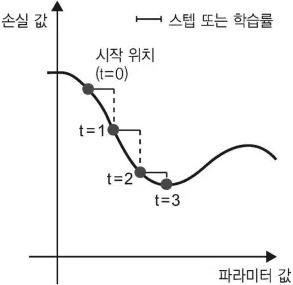 손실 값
스텝 또는 학습률
시작 위치
(t=0)
t=1
t=2
t=3
파라미터 값